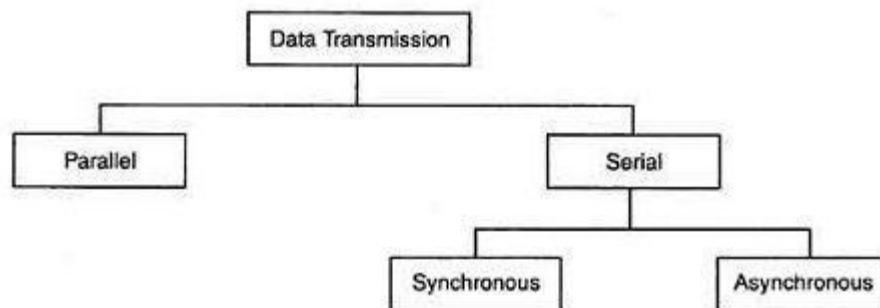 Data Transmission
Parallel
Serial
Synchronous
Asynchronous